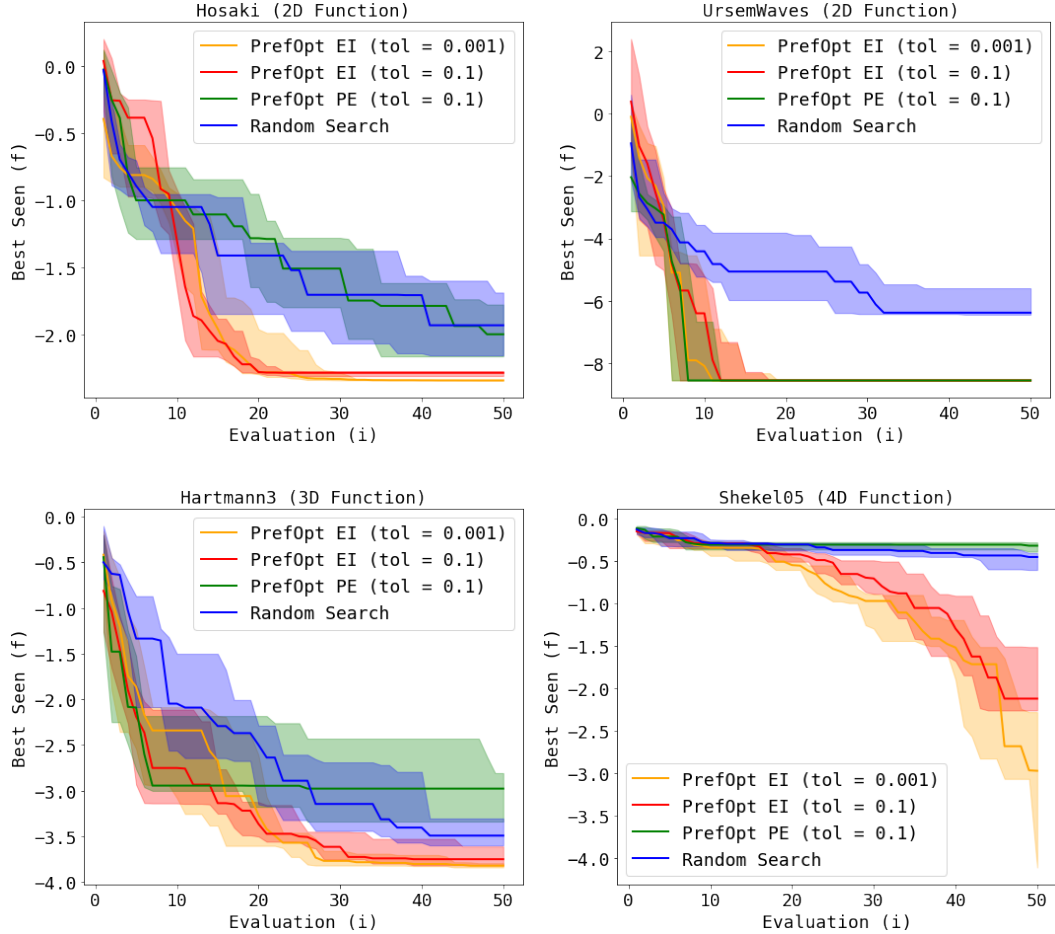 Hosaki (2D Function)
Best Seen (f)
0.0
−0.5
−1.0
−1.5
−2.0
PrefOpt EI (tol = 0.001)
PrefOpt EI (tol = 0.1)
PrefOpt PE (tol = 0.1)
Random Search
0 10 20 30 40 50
Evaluation (i)
UrsemWaves (2D Function)
Best Seen (f)
2
0
−2
−4
−6
−8
PrefOpt EI (tol = 0.001)
PrefOpt EI (tol = 0.1)
PrefOpt PE (tol = 0.1)
Random Search
0 10 20 30 40 50
Evaluation (i)
Hartmann3 (3D Function)
Best Seen (f)
0.0
−0.5
−1.0
−1.5
−2.0
−2.5
−3.0
−3.5
−4.0
PrefOpt EI (tol = 0.001)
PrefOpt EI (tol = 0.1)
PrefOpt PE (tol = 0.1)
Random Search
0 10 20 30 40 50
Evaluation (i)
Shekel05 (4D Function)
Best Seen (f)
0.0
−0.5
−1.0
−1.5
−2.0
−2.5
−3.0
−3.5
−4.0
PrefOpt EI (tol = 0.001)
PrefOpt EI (tol = 0.1)
PrefOpt PE (tol = 0.1)
Random Search
0 10 20 30 40 50
Evaluation (i)